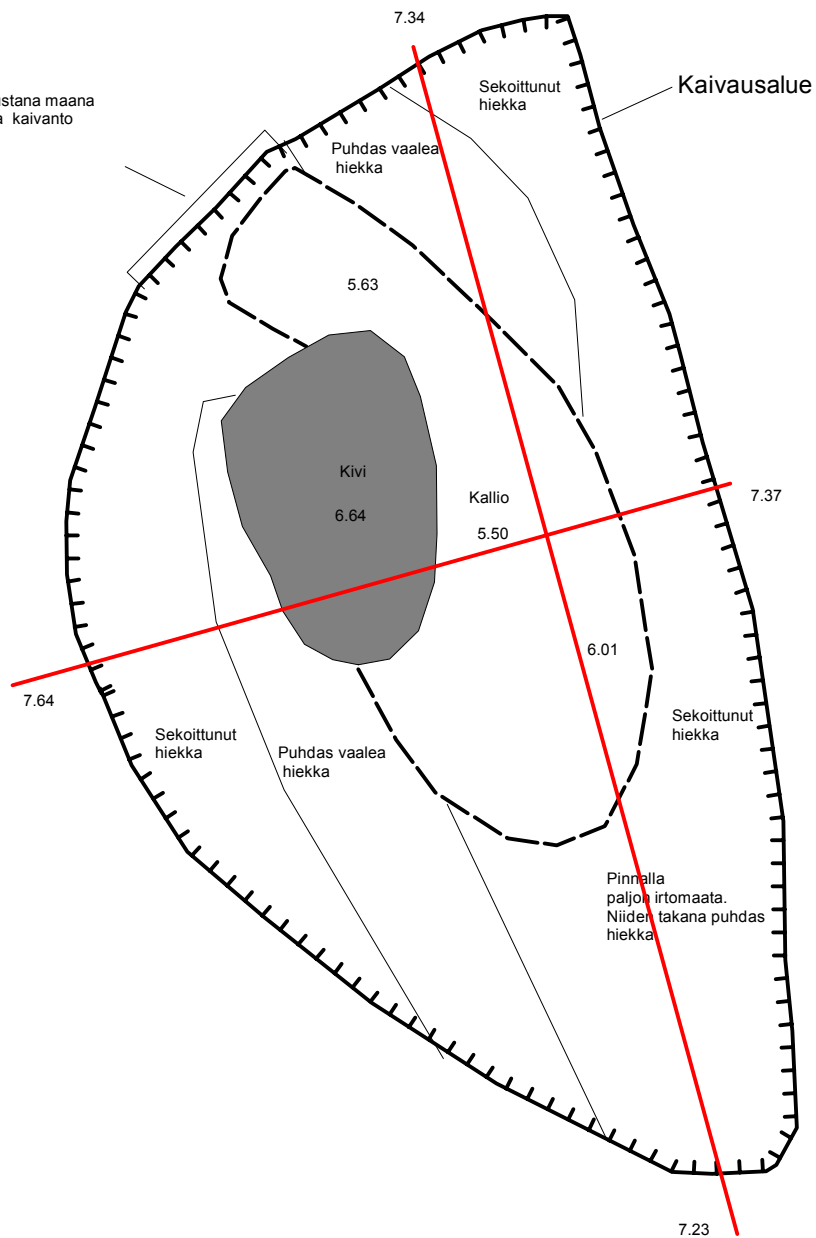 7.34
maana
kaivanto
Sekoittunut
hiekka
Kaivausalue
Puhdas vaalea
hiekka
5.63
Kivi
6.64
Kallio
5.50
7.37
6.01
7.64
Sekoittunut
hiekka
Puhdas vaalea
hiekka
Sekoittunut
hiekka
Pinnalla
paljon irtomaata.
Niiden takana puhdas
hiekka
7.23